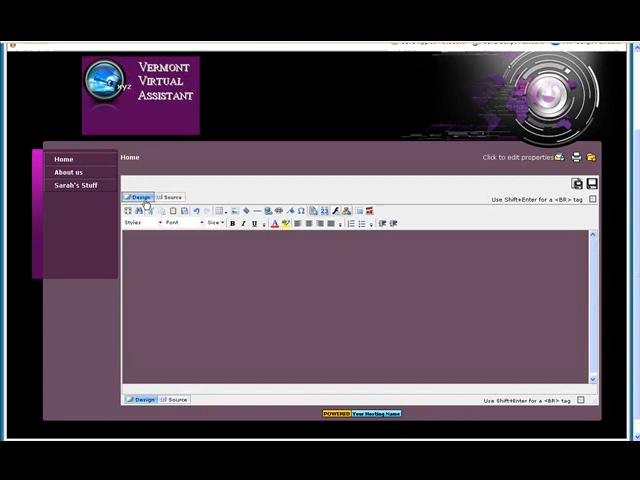 VERMONT
VIRTUAL
ASSISTANT
xyz
Home
About us
Sarah's Stuff
Home
Click to edit properties
Design
Source
Use Shift+Enter for a <BR> tag
Styles
Font
Size
B I U
Design
Source
Use Shift+Enter for a <BR> tag
POWERED Your Hosting Name